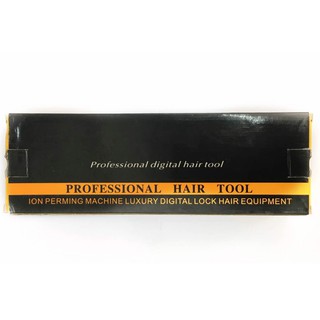 Professional digital hair tool
PROFESSIONAL HAIR TOOL
ION PERMING MACHINE LUXURY DIGITAL LOCK HAIR EQUIPMENT